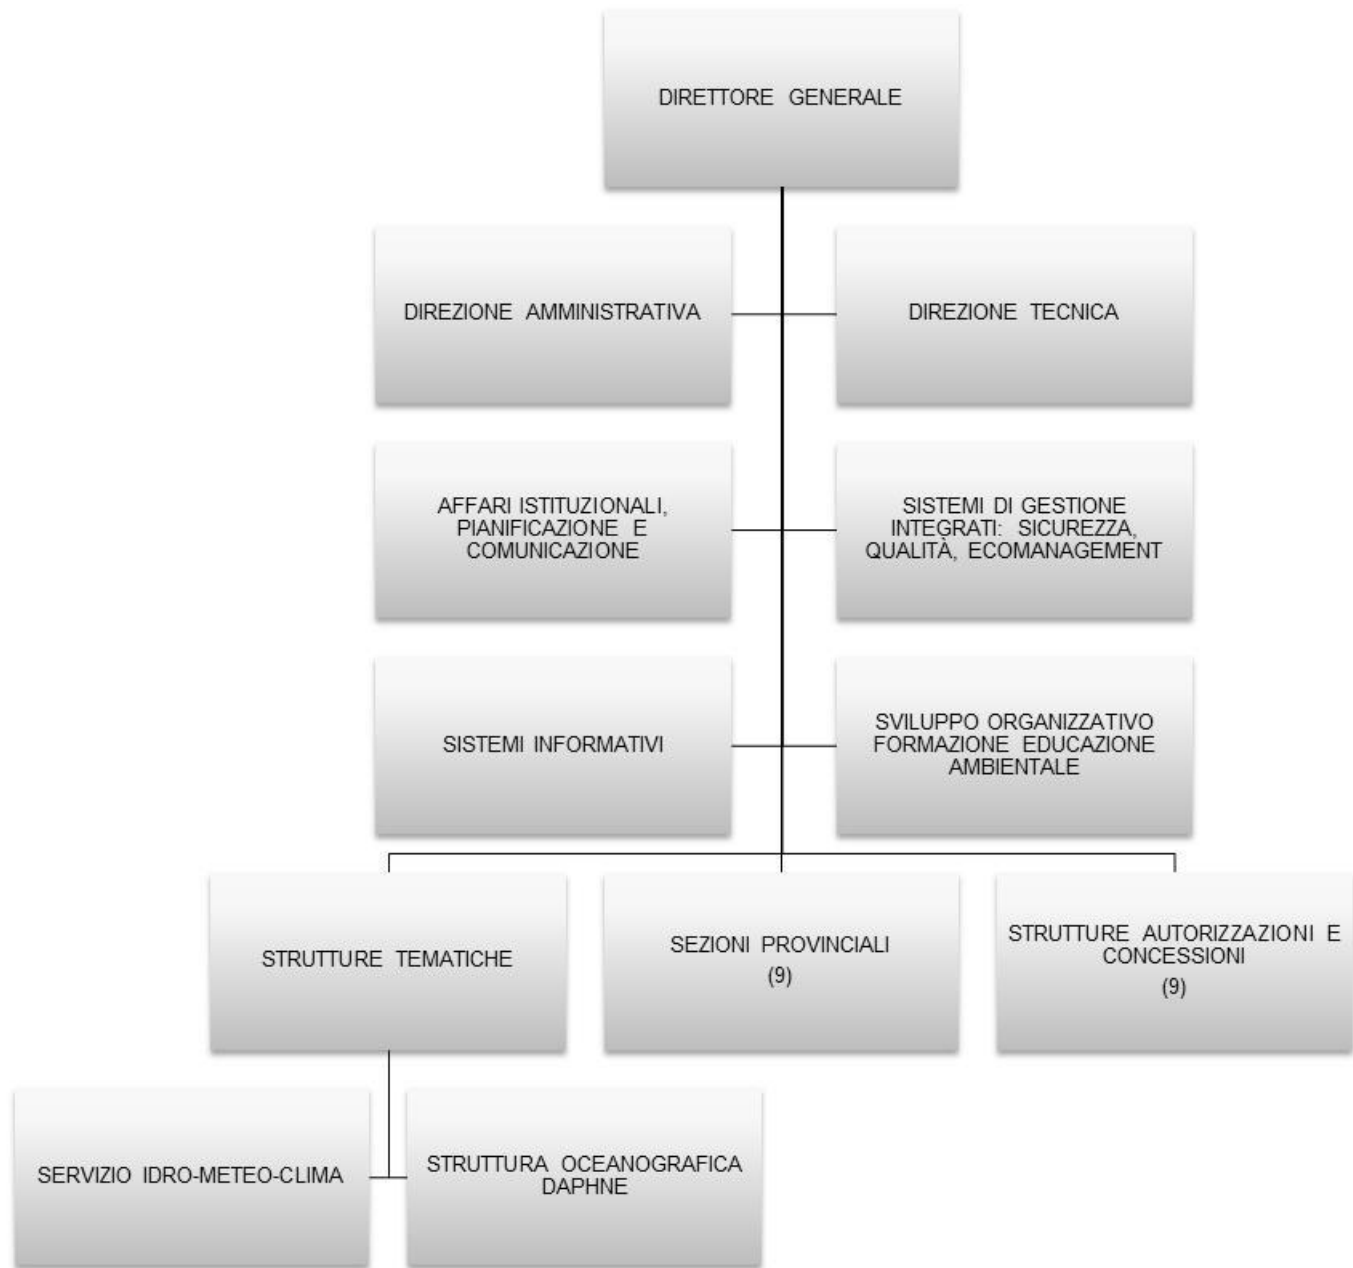 DIRETTORE GENERALE
DIREZIONE AMMINISTRATIVA
DIREZIONE TECNICA
AFFARI ISTITUZIONALI,
PIANIFICAZIONE E
COMUNICAZIONE
SISTEMI DI GESTIONE
INTEGRATI: SICUREZZA,
QUALITÀ, ECOMANAGEMENT
SISTEMI INFORMATIVI
SVILUPPO ORGANIZZATIVO
FORMAZIONE EDUCAZIONE
AMBIENTALE
STRUTTURE TEMATICHE
SEZIONI PROVINCIALI
(9)
STRUTTURE AUTORIZZAZIONI E
CONCESSIONI
(9)
SERVIZIO IDRO-METEO-CLIMA
STRUTTURA OCEANOGRAFICA
DAPHNE